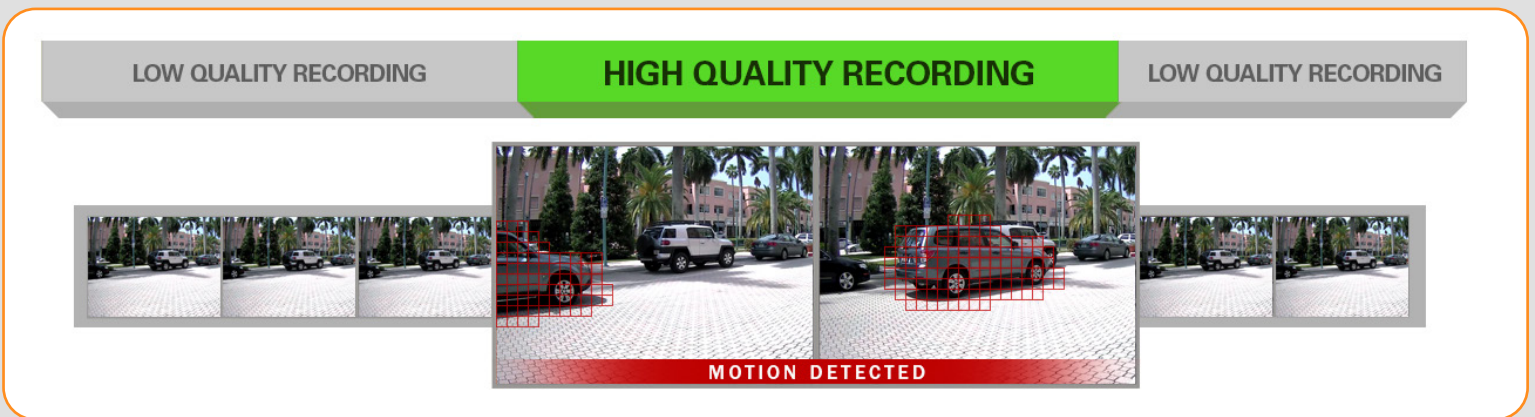 LOW QUALITY RECORDING
HIGH QUALITY RECORDING
LOW QUALITY RECORDING
MOTION DETECTED